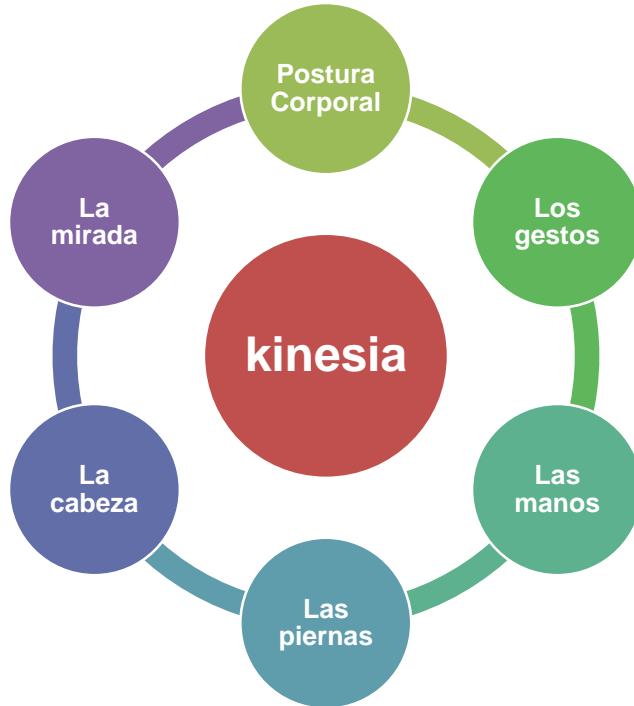 Postura
Corporal
Los
gestos
Las
manos
Las
piernas
La
cabeza
La
mirada
kinesia